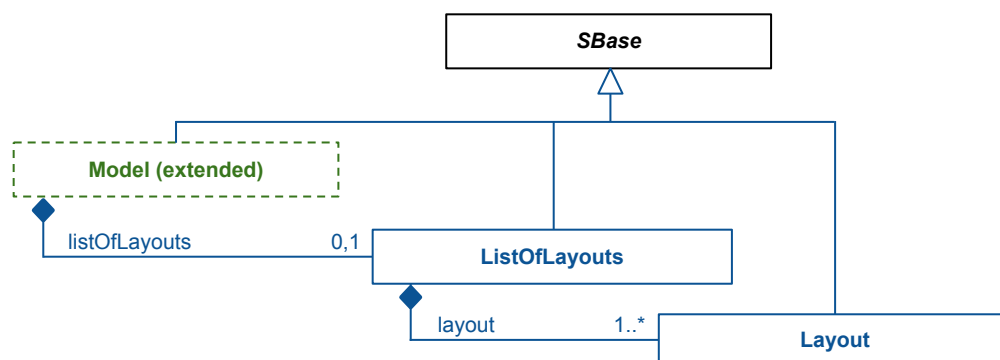 SBase
Model (extended)
listOfLayouts 0,1
ListOfLayouts
layout 1..*
Layout